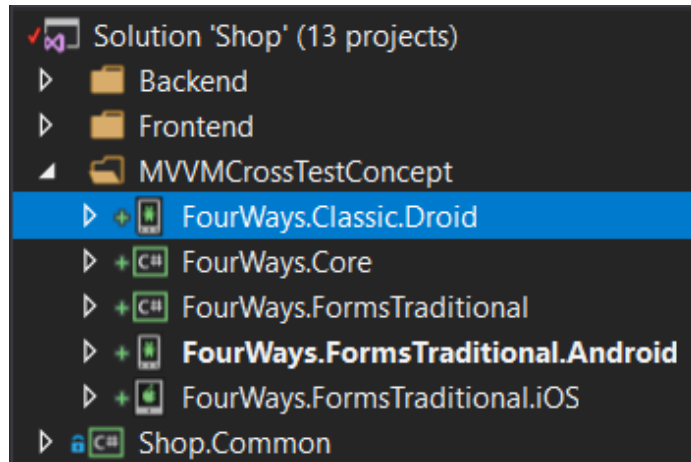 Solution 'Shop' (13 projects)
Backend
Frontend
MVVMCrossTestConcept
FourWays.Classic.Droid
C# FourWays.Core
C# FourWays.FormsTraditional
FourWays.FormsTraditional.Android
FourWays.FormsTraditional.iOS
C# Shop.Common